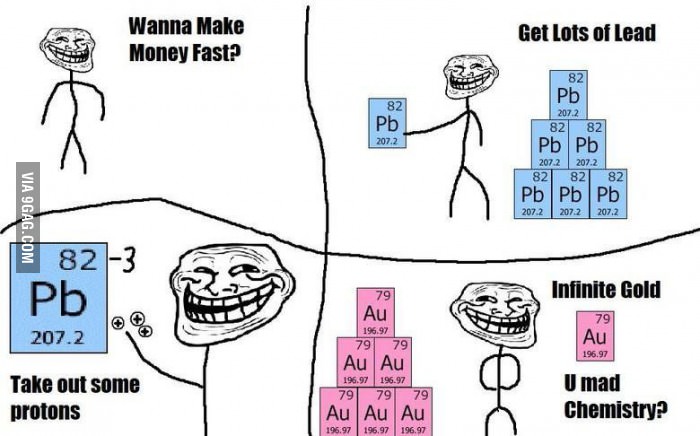 Wanna Make
Money Fast?
Get Lots of Lead
82
Pb
207.2
82
Pb
207.2
82
Pb
207.2
82
Pb
207.2
82
Pb
207.2
82
Pb
207.2
82
Pb
207.2
VIA 9GAG.COM
82 -3
Pb
207.2
+
+
+
Take out some
protons
79
Au
196.97
79
Au
196.97
79
Au
196.97
79
Au
196.97
79
Au
196.97
79
Au
196.97
Infinite Gold
79
Au
196.97
U mad
Chemistry?